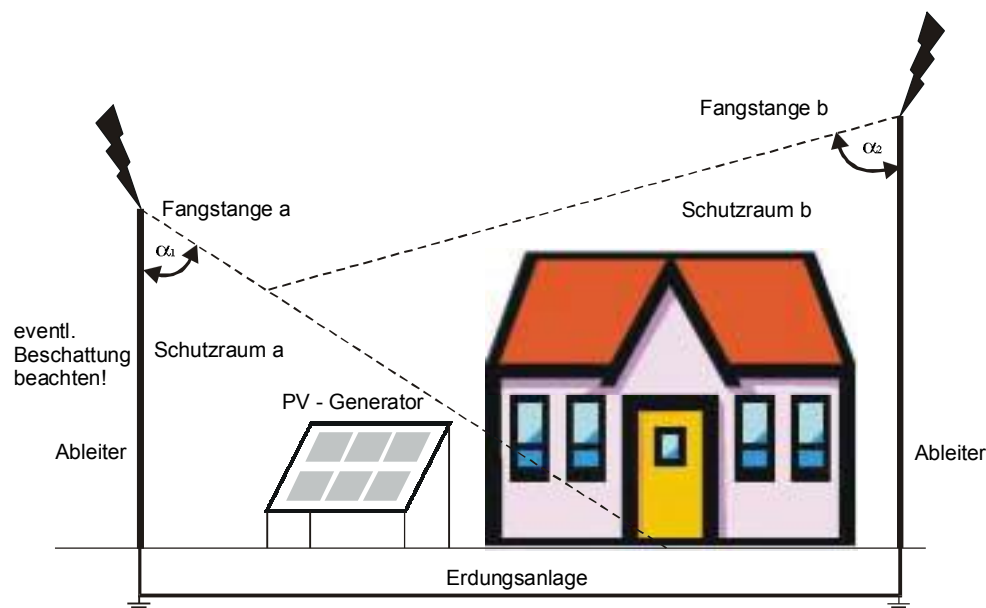 Fangstange b
α2
Fangstange a
Schutzraum b
α1
eventl.
Beschattung
beachten!
Schutzraum a
PV - Generator
Ableiter
Ableiter
Erdungsanlage